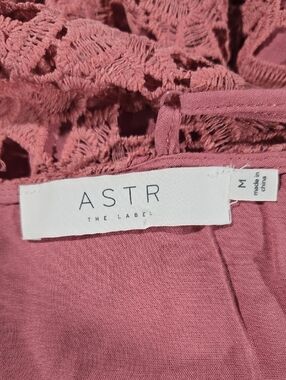 ASTR
THE LABEL
M
made in
china